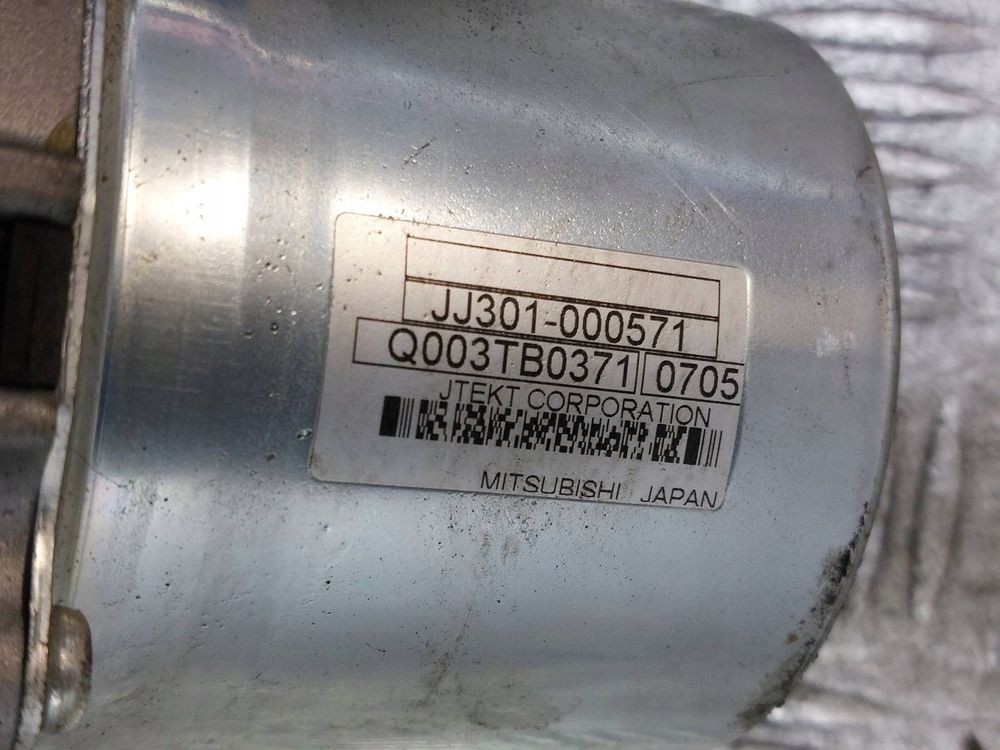 JJ301-000571
Q003TB0371 0705
JTEKT CORPORATION
MITSUBISHI JAPAN